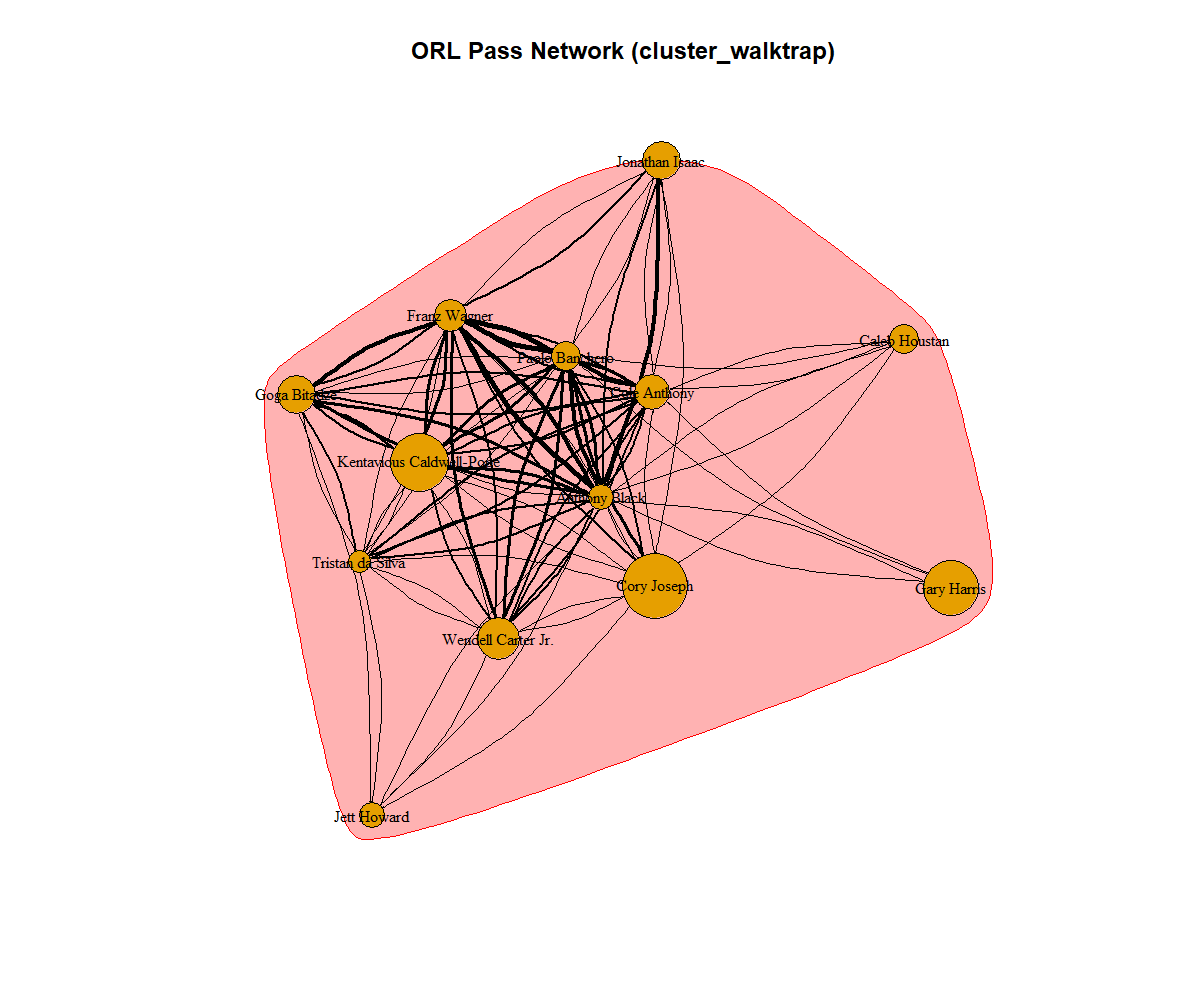 ORL Pass Network (cluster_walktrap)
Jonathan Isaac
Franz Wagner
Caleb Houstan
Paolo Banchero
Cole Anthony
Goga Bitadze
Kentavious Caldwell-Pope
Anthony Black
Tristan da Silva
Cory Joseph
Gary Harris
Wendell Carter Jr.
Jett Howard